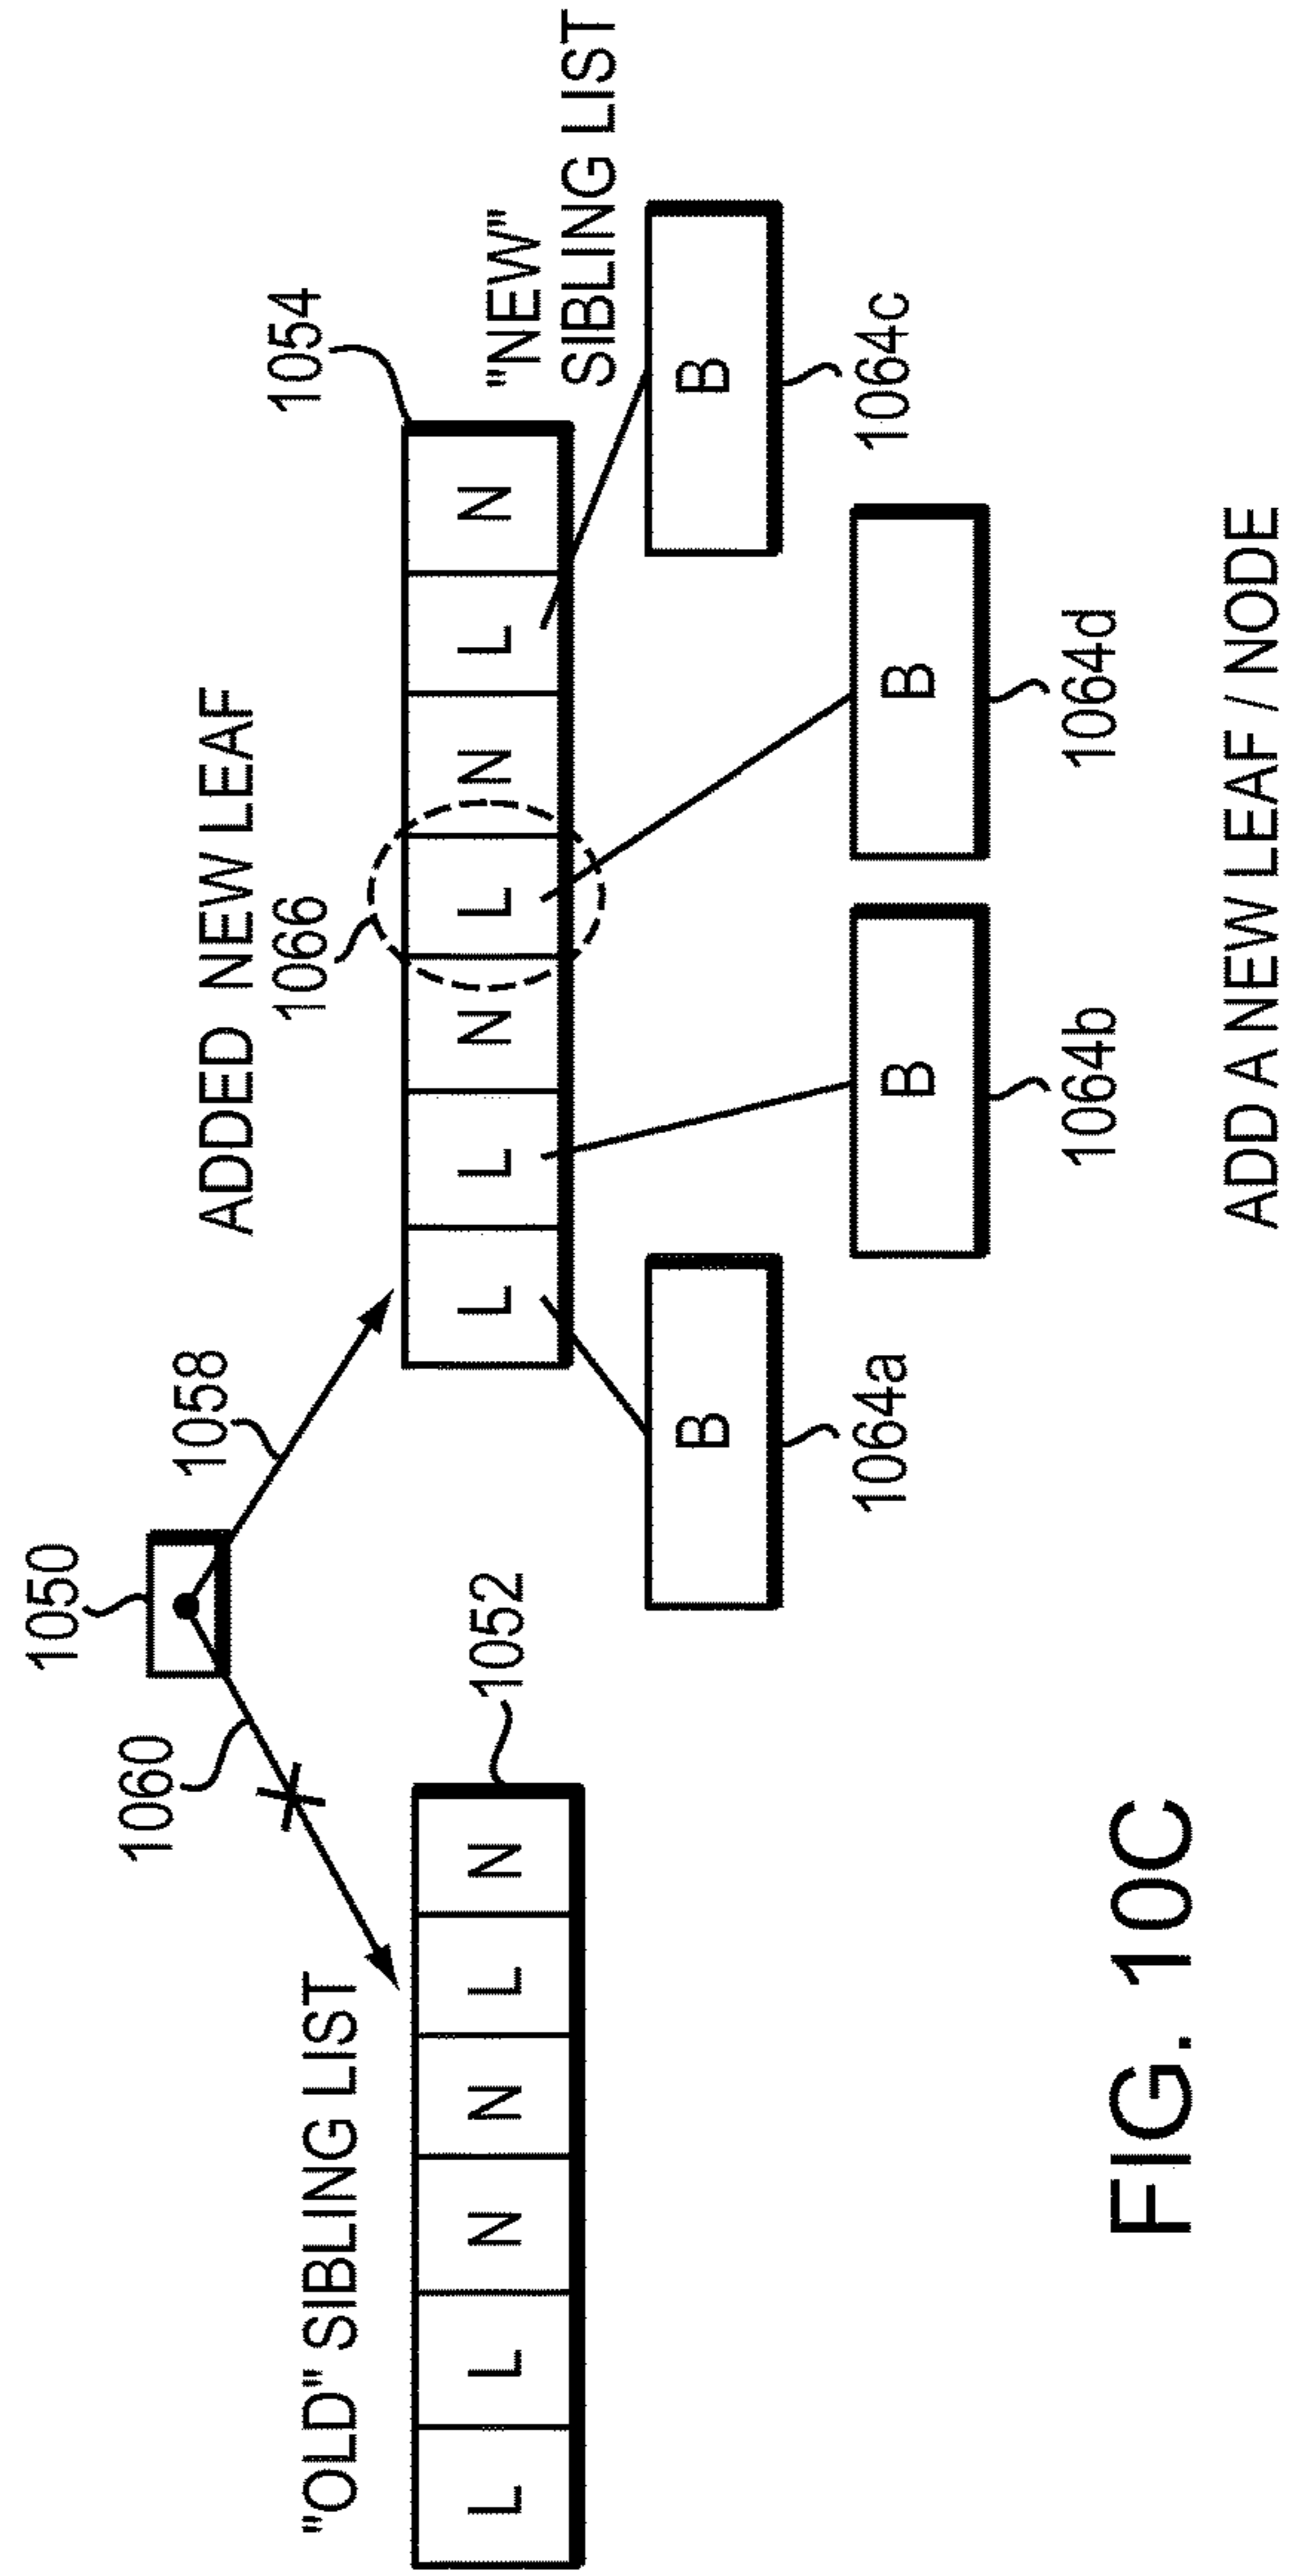 1050
1060
1058
ADDED NEW LEAF
"OLD" SIBLING LIST
1066
1054
L L N N L N
1052
L L N L N L N
"NEW"
SIBLING LIST
B
B
1064a
1064c
B
B
1064b
1064d
FIG. 10C
ADD A NEW LEAF / NODE